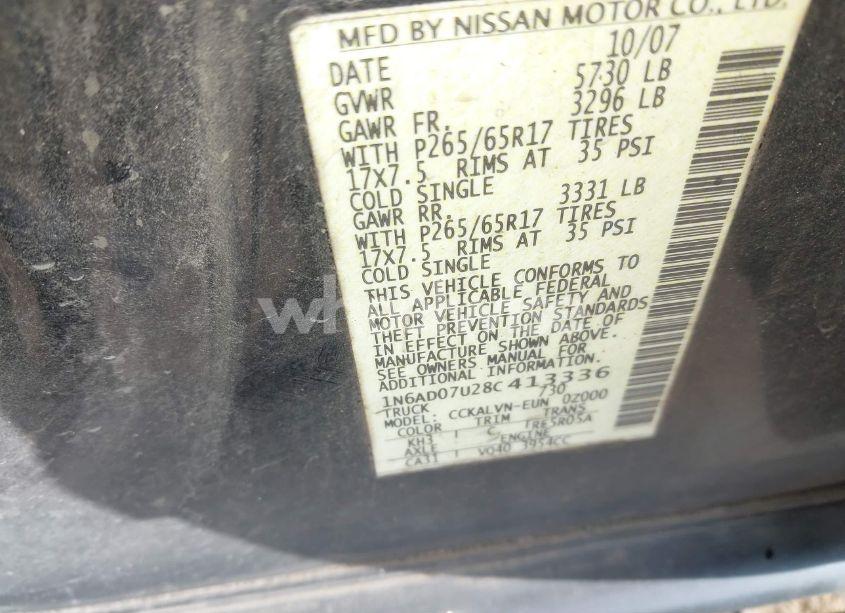 MFD BY NISSAN MOTOR CO., LTD.
DATE 10/07
GVWR 5730 LB
GAWR FR. 3296 LB
WITH P265/65R17 TIRES
17X7.5 RIMS AT 35 PSI
COLD SINGLE
GAWR RR. 3331 LB
WITH P265/65R17 TIRES
17X7.5 RIMS AT 35 PSI
COLD SINGLE
THIS VEHICLE CONFORMS TO
ALL APPLICABLE FEDERAL
MOTOR VEHICLE SAFETY AND
THEFT PREVENTION STANDARDS
IN EFFECT ON THE DATE OF
MANUFACTURE SHOWN ABOVE.
SEE OWNERS MANUAL FOR
ADDITIONAL INFORMATION.
1N6AD07U28C413336
TRUCK /730
MODEL: CCKALVN-EUN 0Z000
COLOR TRIM TRANS
KH3 C TRE5R05A
AXLE ENGINE
CA31 VQ40 3954CC